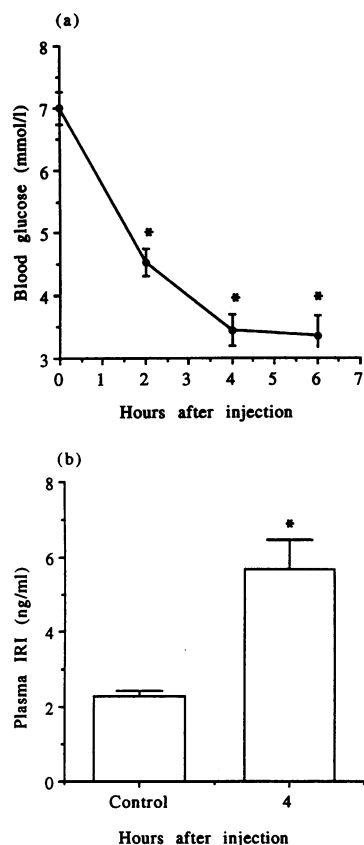 (a)
8
7
6
5
4
3
Blood glucose (mmol/l)
*
*
*
0 1 2 3 4 5 6 7
Hours after injection
(b)
8
6
4
2
0
Plasma IRI (ng/ml)
*
Control 4
Hours after injection